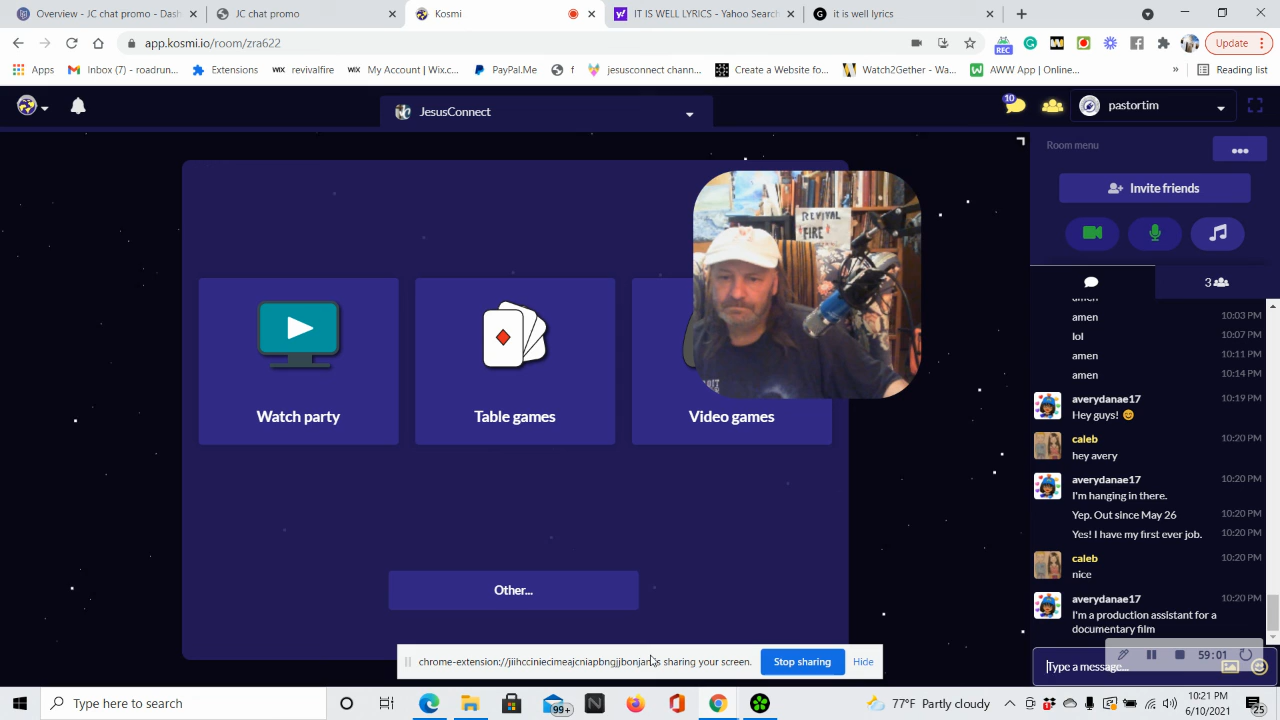 Overview - JC chat promo - Dash
JC chat promo
Kosmi
IT IS WELL LYRICS - Yahoo Searc
it is well lyrics
app.kosmi.io/room/zra622
REC
Update
Apps
Inbox (70) - roadrun...
Extensions
WIX revivalfire
WIX My Account | Wix.c...
PayPal.Me
f
jesusconnect chann...
Create a Website fo...
Watch2Gether - Wa...
AWW App | Online...
Reading list
JesusConnect
10
pastortim
Room menu
Invite friends
REVIVAL
FIRE
3
Watch party
Table games
Video games
Other...
amen
amen 10:03 PM
lol 10:07 PM
amen 10:11 PM
amen 10:14 PM
averydanae17 10:19 PM
Hey guys! 😊
caleb 10:20 PM
hey avery
averydanae17 10:20 PM
I'm hanging in there.
Yep. Out since May 26 10:20 PM
Yes! I have my first ever job. 10:20 PM
caleb 10:20 PM
nice
averydanae17 10:20 PM
I'm a production assistant for a
documentary film
59:01
Type a message...
chrome-extension://jiihcciniecimeajcniapbngjjbonjan is sharing your screen.
Stop sharing
Hide
Type here to search
99+
77°F Partly cloudy
10:21 PM
6/10/2021
25